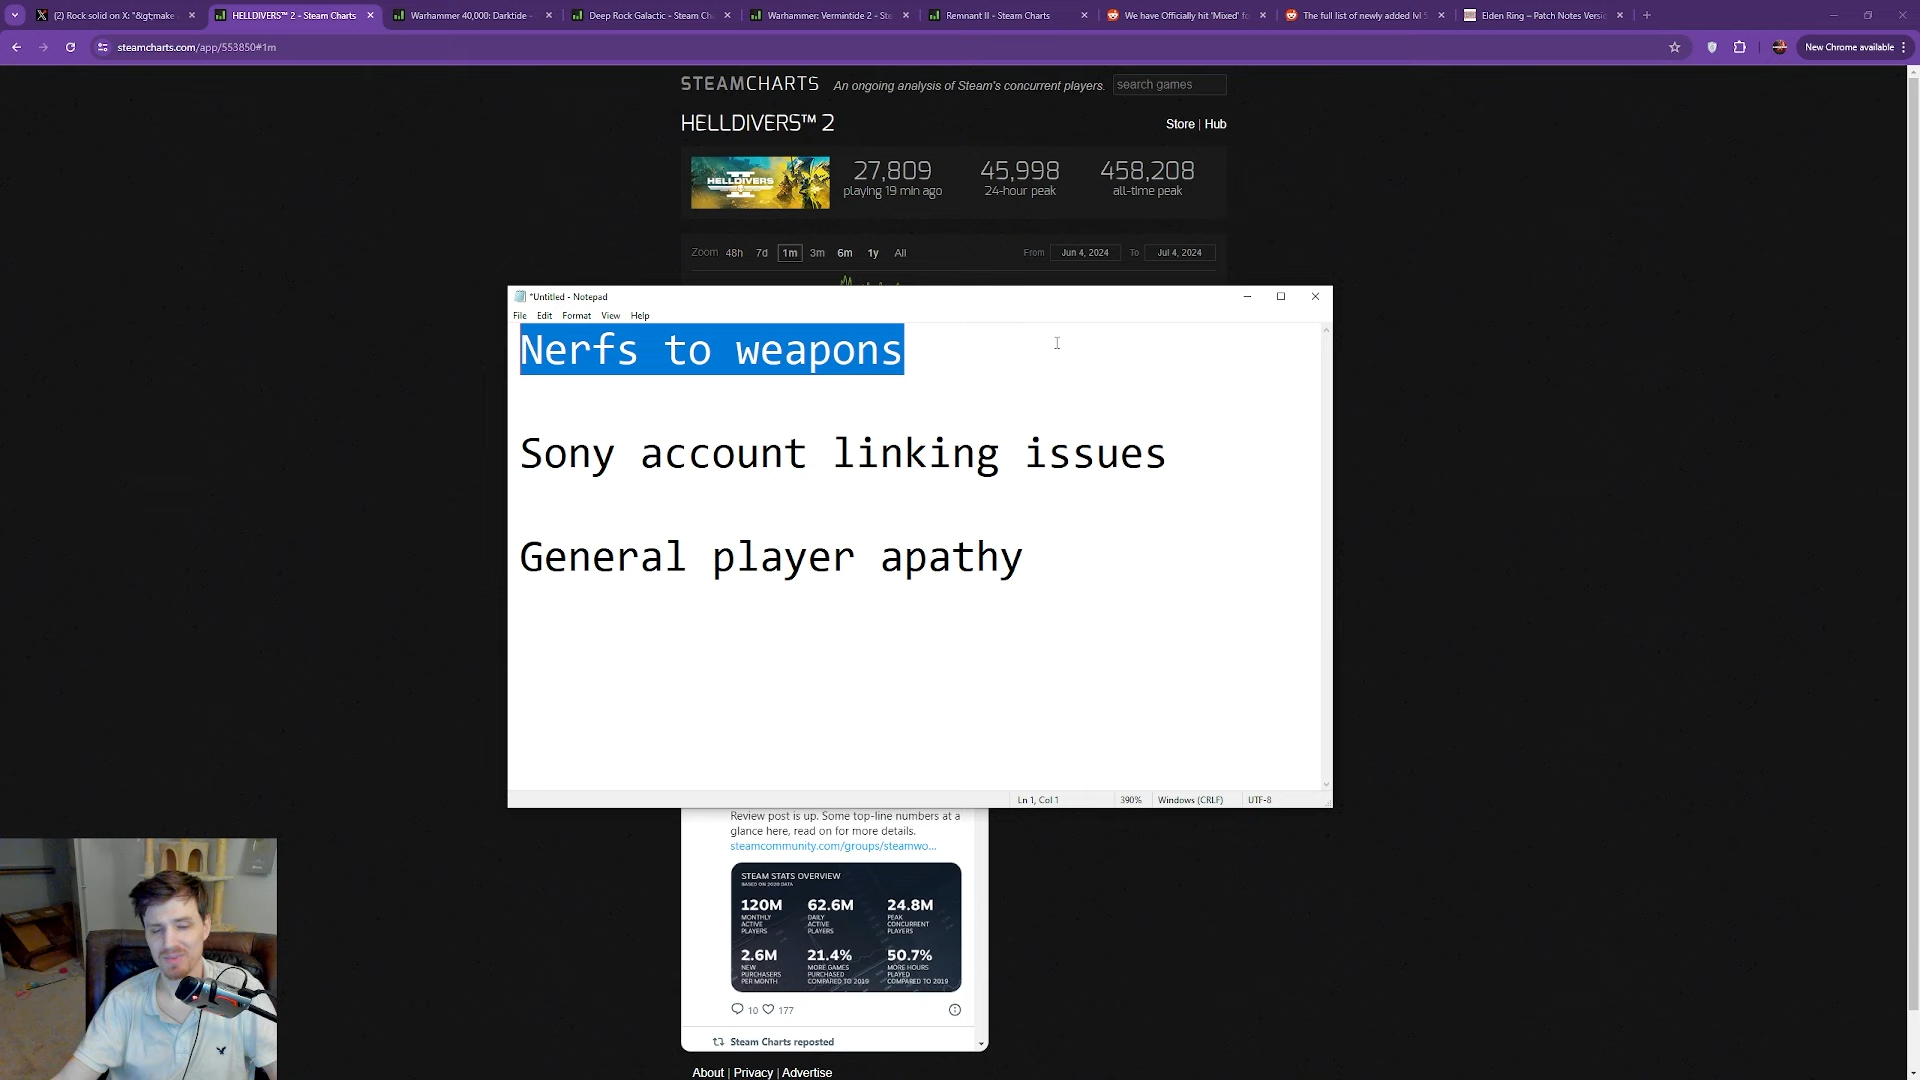 (2) Rock solid on X: "&gt;make
HELLDIVERS™ 2 - Steam Charts
Warhammer 40,000: Darktide -
Deep Rock Galactic - Steam Ch
Warhammer: Vermintide 2 - Ste
Remnant II - Steam Charts
We have Officially hit 'Mixed' fo
The full list of newly added lvl 5
Elden Ring – Patch Notes Versi
steamcharts.com/app/553850#1m
New Chrome available
STEAMCHARTS An ongoing analysis of Steam's concurrent players. search games
HELLDIVERS™ 2 Store | Hub
HELLDIVERS
27,809 45,998 458,208
playing 19 min ago 24-hour peak all-time peak
Zoom 48h 7d 1m 3m 6m 1y All From Jun 4, 2024 To Jul 4, 2024
*Untitled - Notepad
File Edit Format View Help
Nerfs to weapons
Sony account linking issues
General player apathy
Ln 1, Col 1 390% Windows (CRLF) UTF-8
Review post is up. Some top-line numbers at a
glance here, read on for more details.
steamcommunity.com/groups/steamwo...
STEAM STATS OVERVIEW
BASED ON 2020 DATA
120M 62.6M 24.8M
MONTHLY DAILY PEAK
ACTIVE ACTIVE CONCURRENT
PLAYERS PLAYERS PLAYERS
2.6M 21.4% 50.7%
NEW MORE GAMES MORE HOURS
PURCHASERS PURCHASED PLAYED
PER MONTH COMPARED TO 2019 COMPARED TO 2019
10 177
Steam Charts reposted
About | Privacy | Advertise